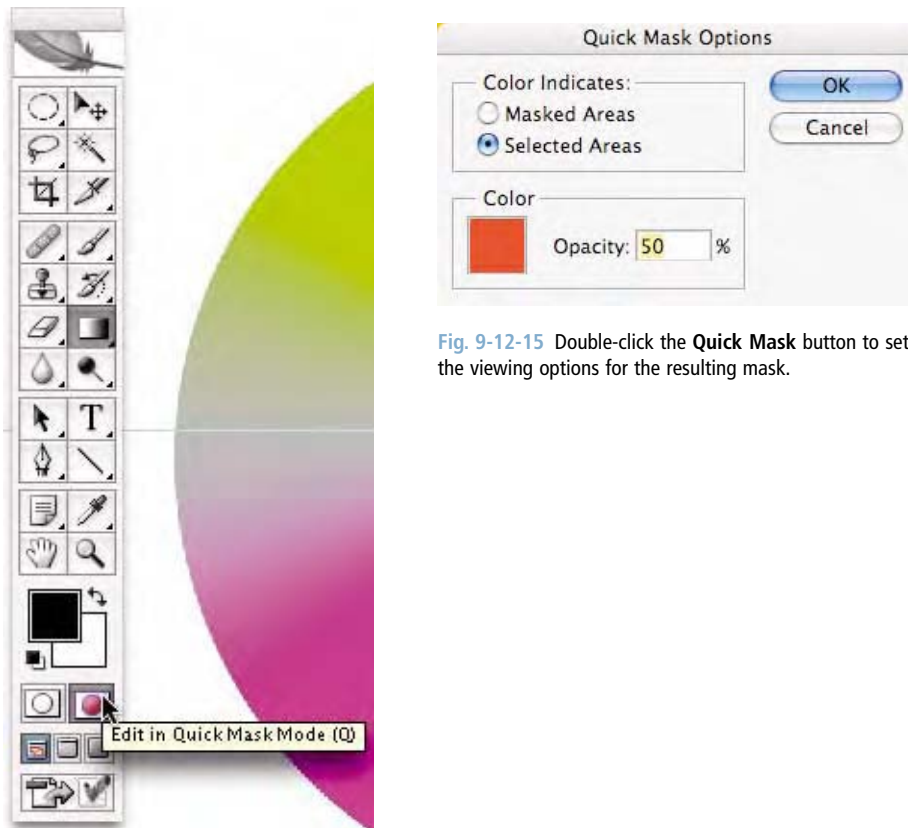 Quick Mask Options
Color Indicates:
Masked Areas
Selected Areas
OK
Cancel
Color
Opacity: 50 %
Fig. 9-12-15 Double-click the Quick Mask button to set
the viewing options for the resulting mask.
T
Edit in Quick Mask Mode (Q)